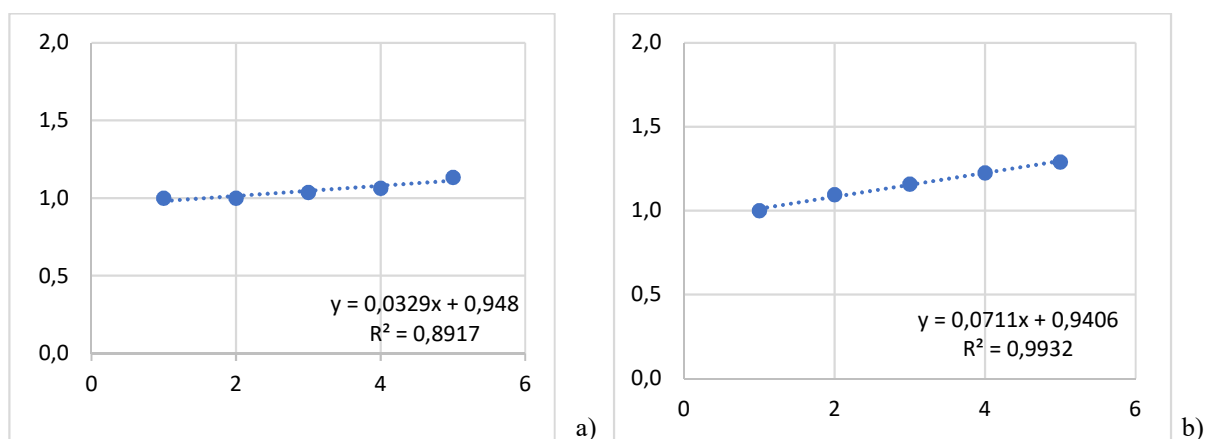 2,0
1,5
1,0
0,5
0,0
0 2 4 6
y = 0,0329x + 0,948
R² = 0,8917
a)
2,0
1,5
1,0
0,5
0,0
0 2 4 6
y = 0,0711x + 0,9406
R² = 0,9932
b)